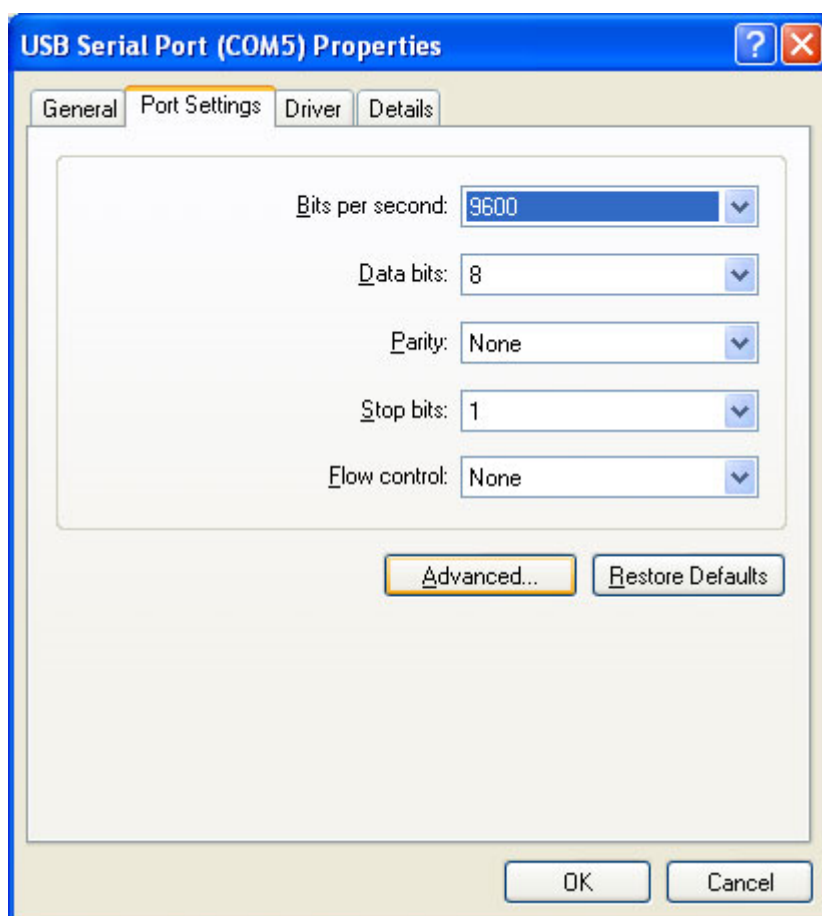 USB Serial Port (COM5) Properties
?
General Port Settings Driver Details
Bits per second: 9600
Data bits: 8
Parity: None
Stop bits: 1
Flow control: None
Advanced... Restore Defaults
OK Cancel